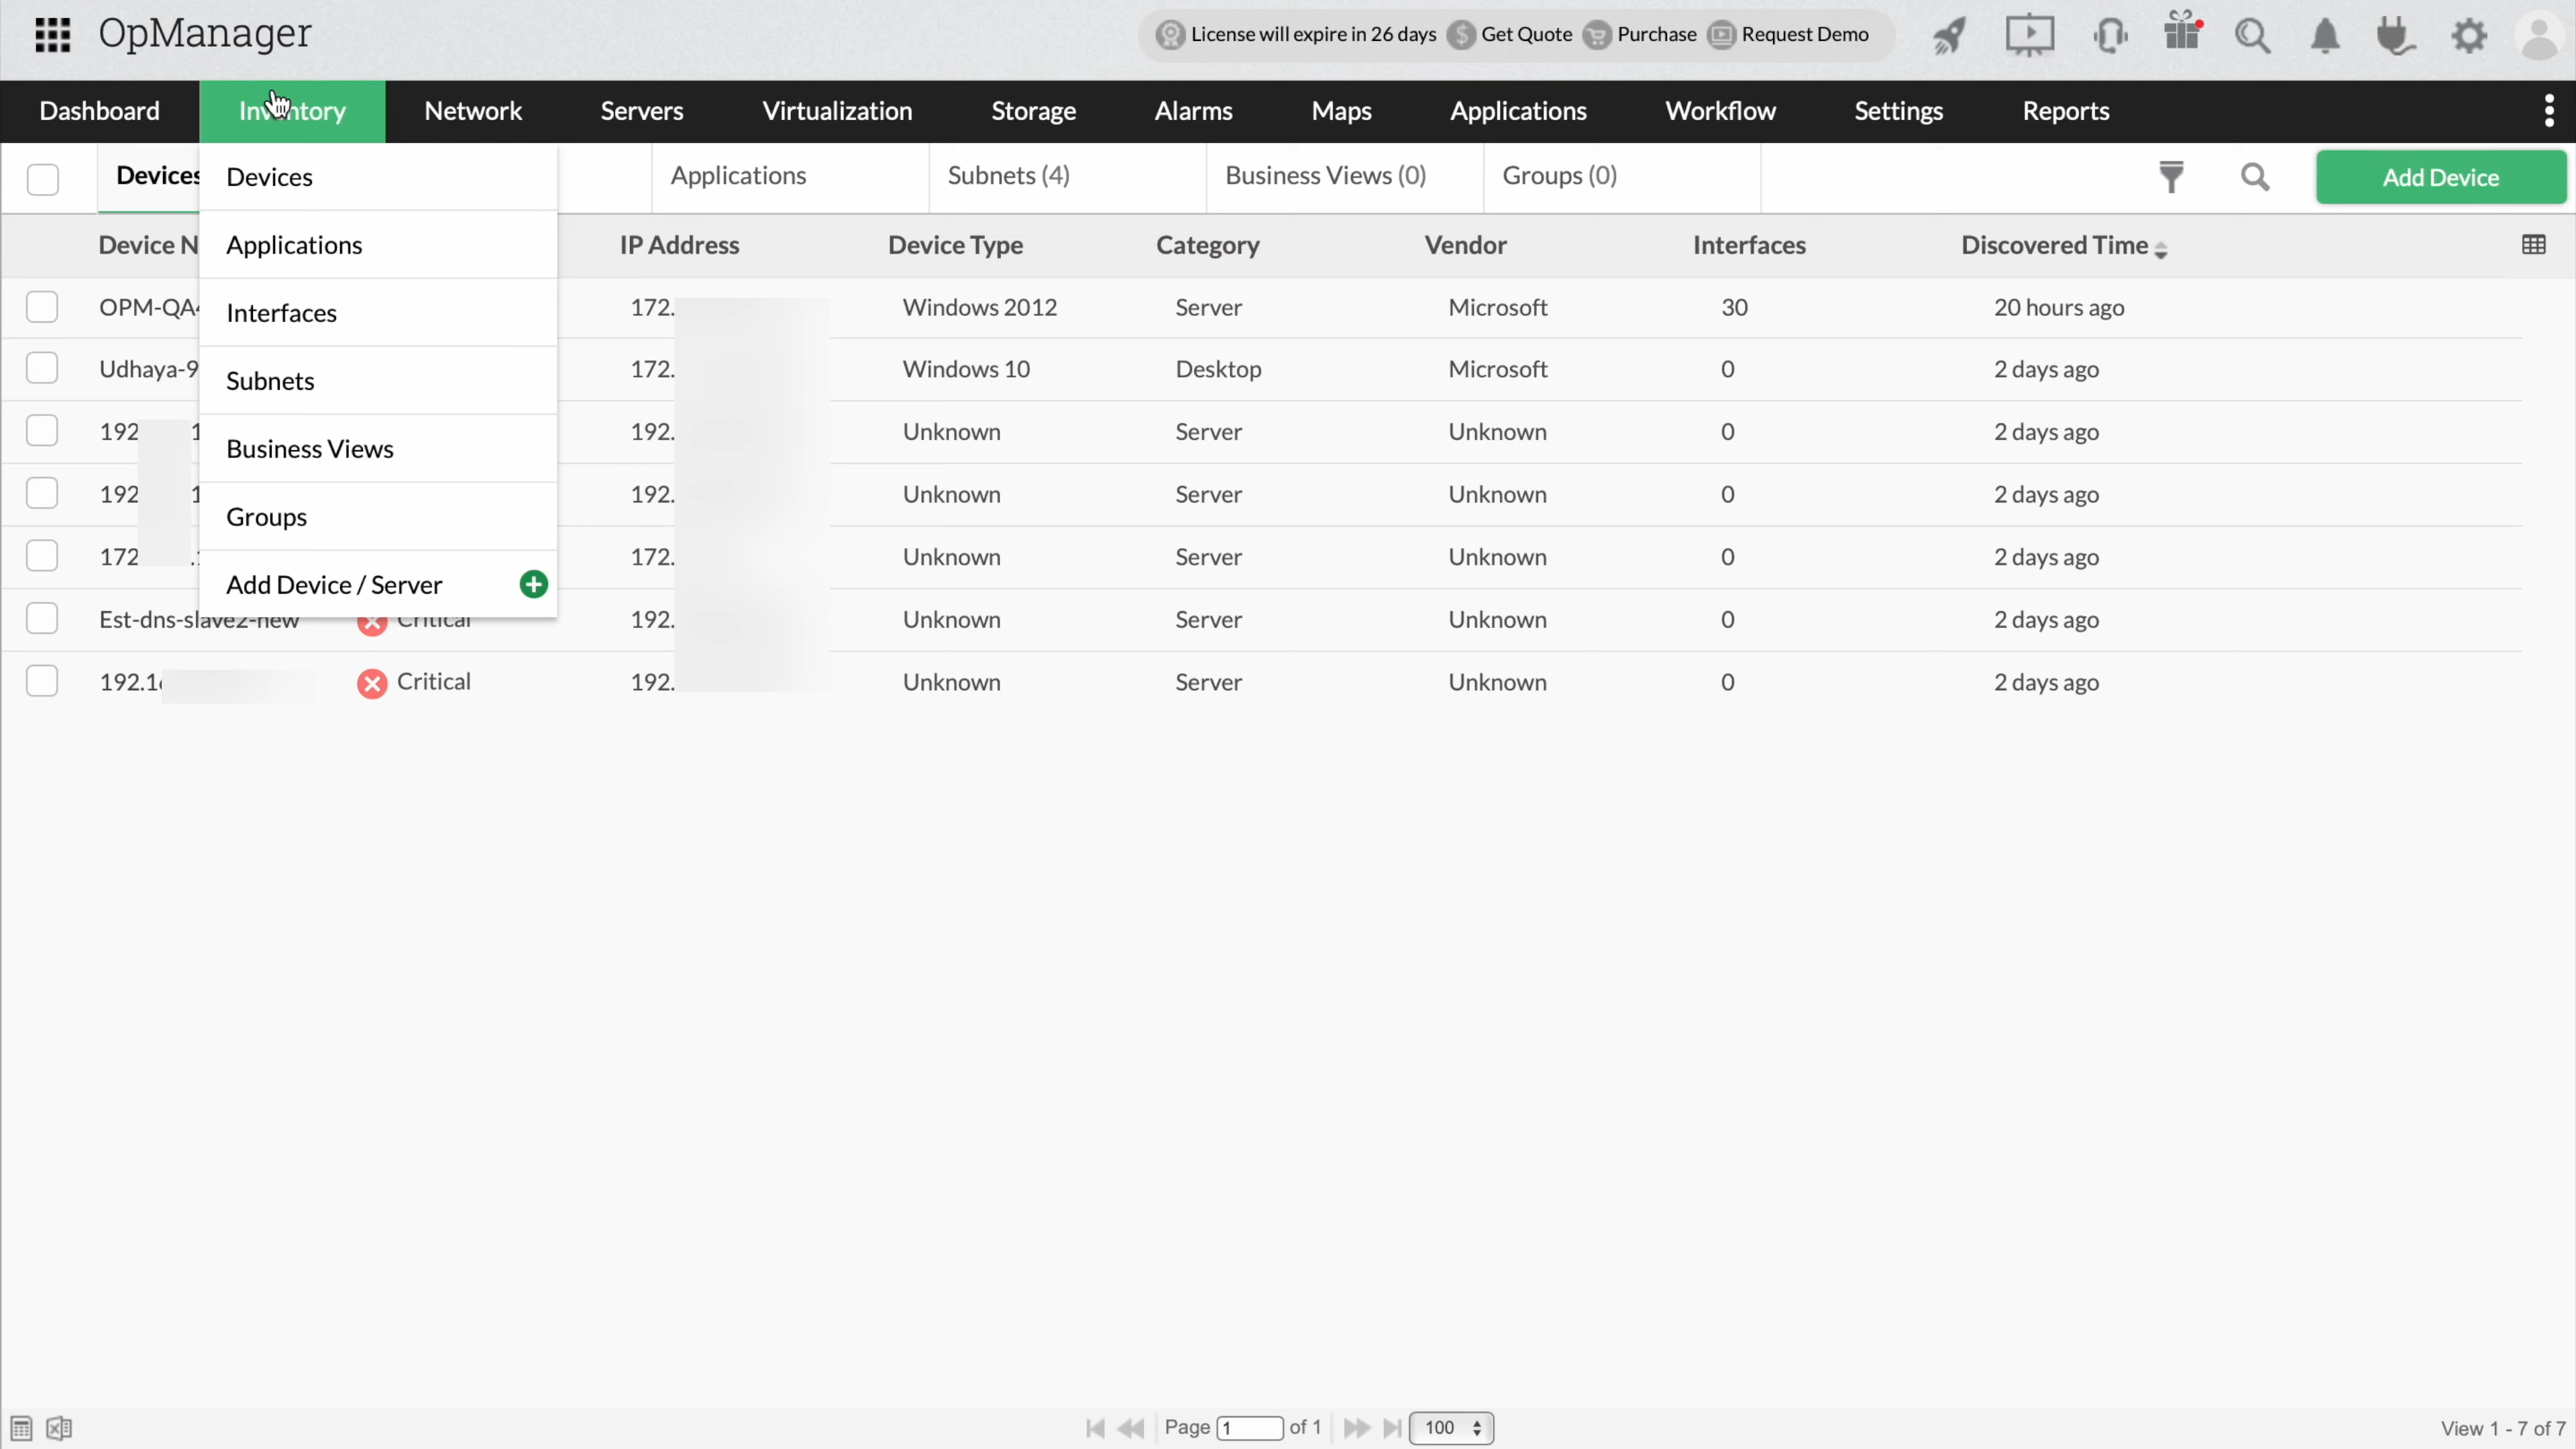 OpManager
License will expire in 26 days Get Quote Purchase Request Demo
Dashboard Inventory Network Servers Virtualization Storage Alarms Maps Applications Workflow Settings Reports
Devices Applications Subnets (4) Business Views (0) Groups (0) Add Device
Devices
Applications
Interfaces
Subnets
Business Views
Groups
Add Device / Server
Device N IP Address Device Type Category Vendor Interfaces Discovered Time
OPM-QA 172. Windows 2012 Server Microsoft 30 20 hours ago
Udhaya-9 172. Windows 10 Desktop Microsoft 0 2 days ago
192 1 192. Unknown Server Unknown 0 2 days ago
192 1 192. Unknown Server Unknown 0 2 days ago
172 172. Unknown Server Unknown 0 2 days ago
Est-dns-slave2-new Critical 192. Unknown Server Unknown 0 2 days ago
192.1 Critical 192. Unknown Server Unknown 0 2 days ago
Page 1 of 1 100 View 1 - 7 of 7